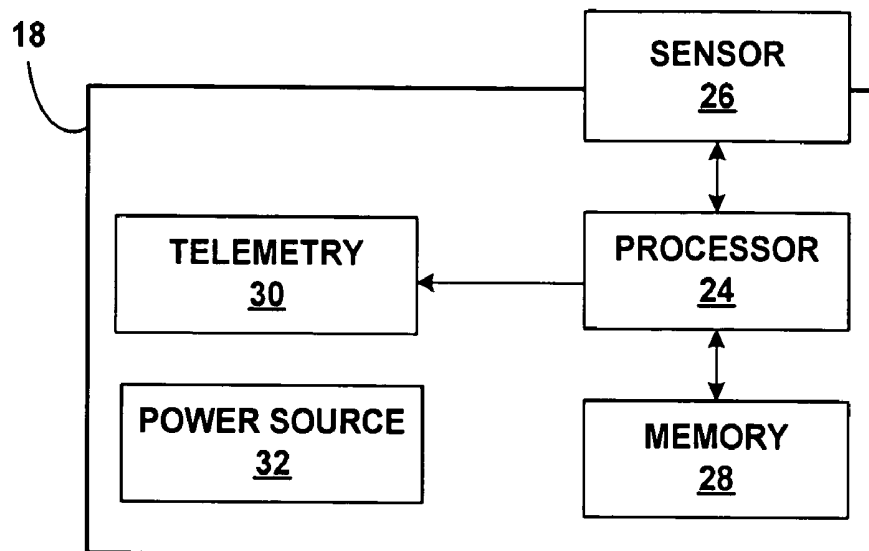 18
SENSOR
26
TELEMETRY
30
PROCESSOR
24
POWER SOURCE
32
MEMORY
28